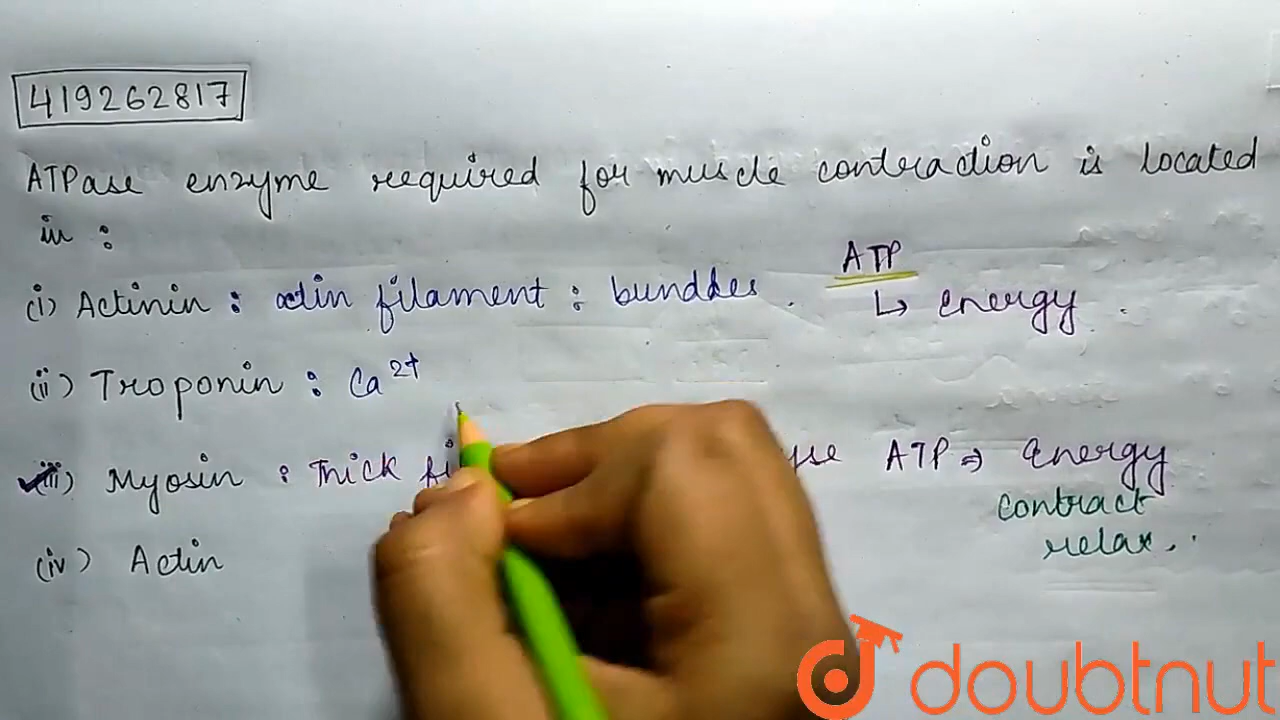 419262817
ATPase enzyme required for muscle contraction is located
in :
(i) Actinin : actin filament : bundles .
ATP
↳ energy .
(ii) Troponin : Ca²⁺
(iii) Myosin : Thick ATP ⇒ Energy
contract
relax .
(iv) Actin
doubtnut